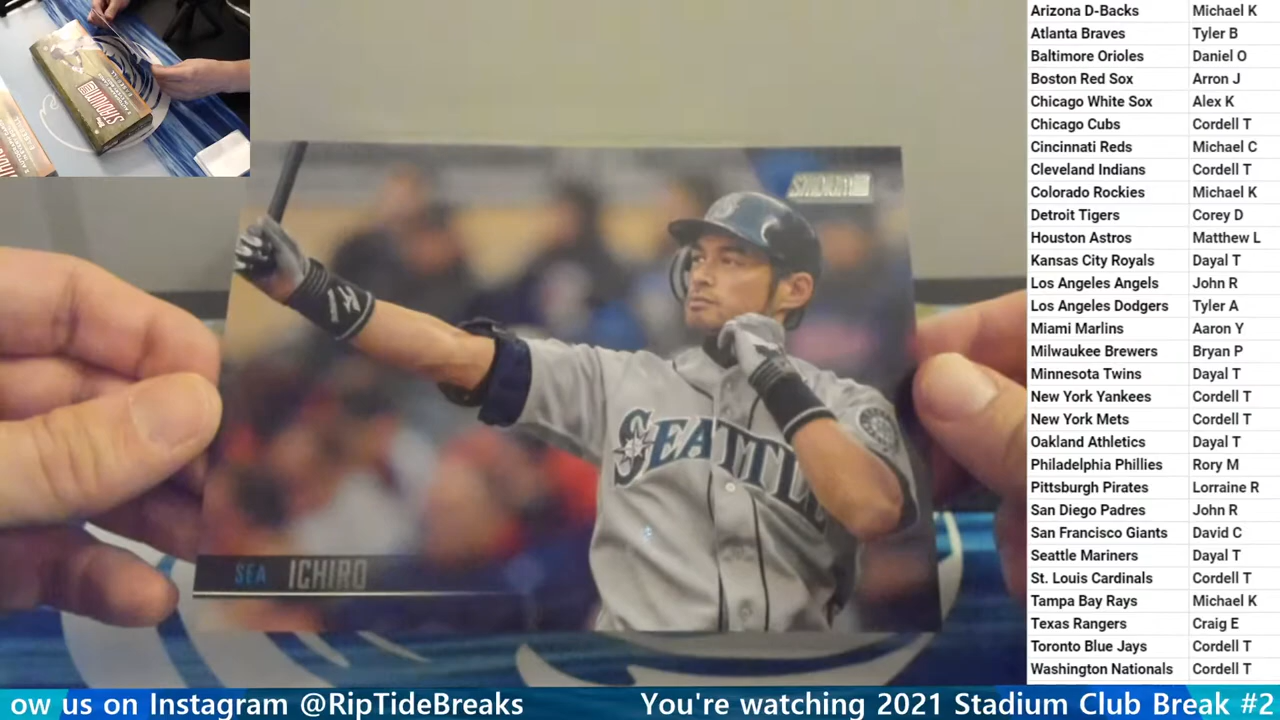 STADIUM
STADIUM
SEATTL
SEA ICHIRO
Arizona D-Backs Michael K
Atlanta Braves Tyler B
Baltimore Orioles Daniel O
Boston Red Sox Arron J
Chicago White Sox Alex K
Chicago Cubs Cordell T
Cincinnati Reds Michael C
Cleveland Indians Cordell T
Colorado Rockies Michael K
Detroit Tigers Corey D
Houston Astros Matthew L
Kansas City Royals Dayal T
Los Angeles Angels John R
Los Angeles Dodgers Tyler A
Miami Marlins Aaron Y
Milwaukee Brewers Bryan P
Minnesota Twins Dayal T
New York Yankees Cordell T
New York Mets Cordell T
Oakland Athletics Dayal T
Philadelphia Phillies Rory M
Pittsburgh Pirates Lorraine R
San Diego Padres John R
San Francisco Giants David C
Seattle Mariners Dayal T
St. Louis Cardinals Cordell T
Tampa Bay Rays Michael K
Texas Rangers Craig E
Toronto Blue Jays Cordell T
Washington Nationals Cordell T
ow us on Instagram @RipTideBreaks You're watching 2021 Stadium Club Break #2